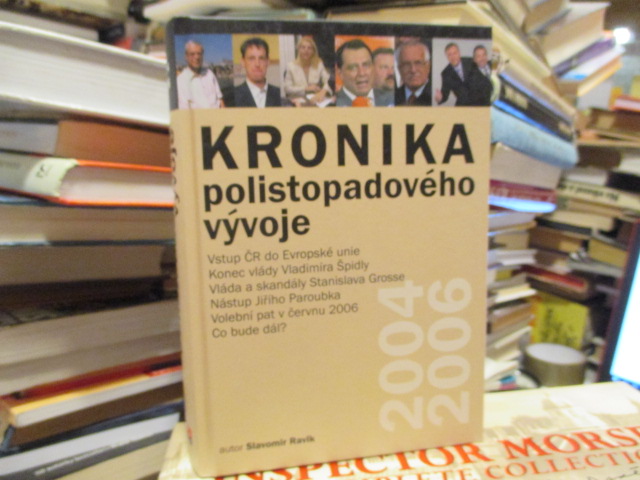 KRONIKA
polistopadového
vývoje
Vstup ČR do Evropské unie
Konec vlády Vladimíra Špidly
Vláda a skandály Stanislava Grosse
Nástup Jiřího Paroubka
Volební pat v červnu 2006
Co bude dál?
2004
2006
autor Slavomír Ravik
INSPECTOR MORSE
COMPLETE COLLECTION